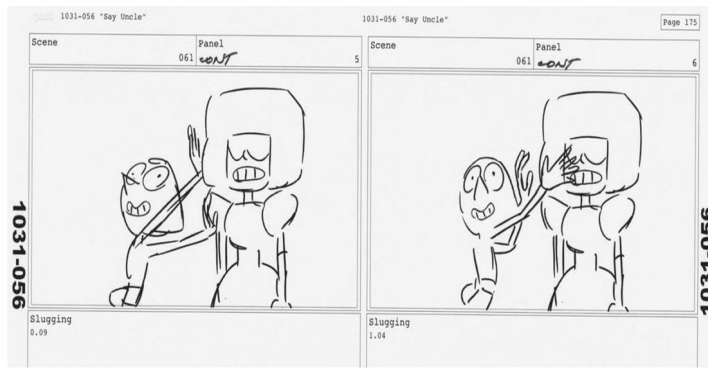 1031-056 "Say Uncle"
1031-056 "Say Uncle"
Page 175
Scene
061
Panel
CONT
5
Scene
061
Panel
CONT
6
1031-056
1031-056
Slugging
0.09
Slugging
1.04